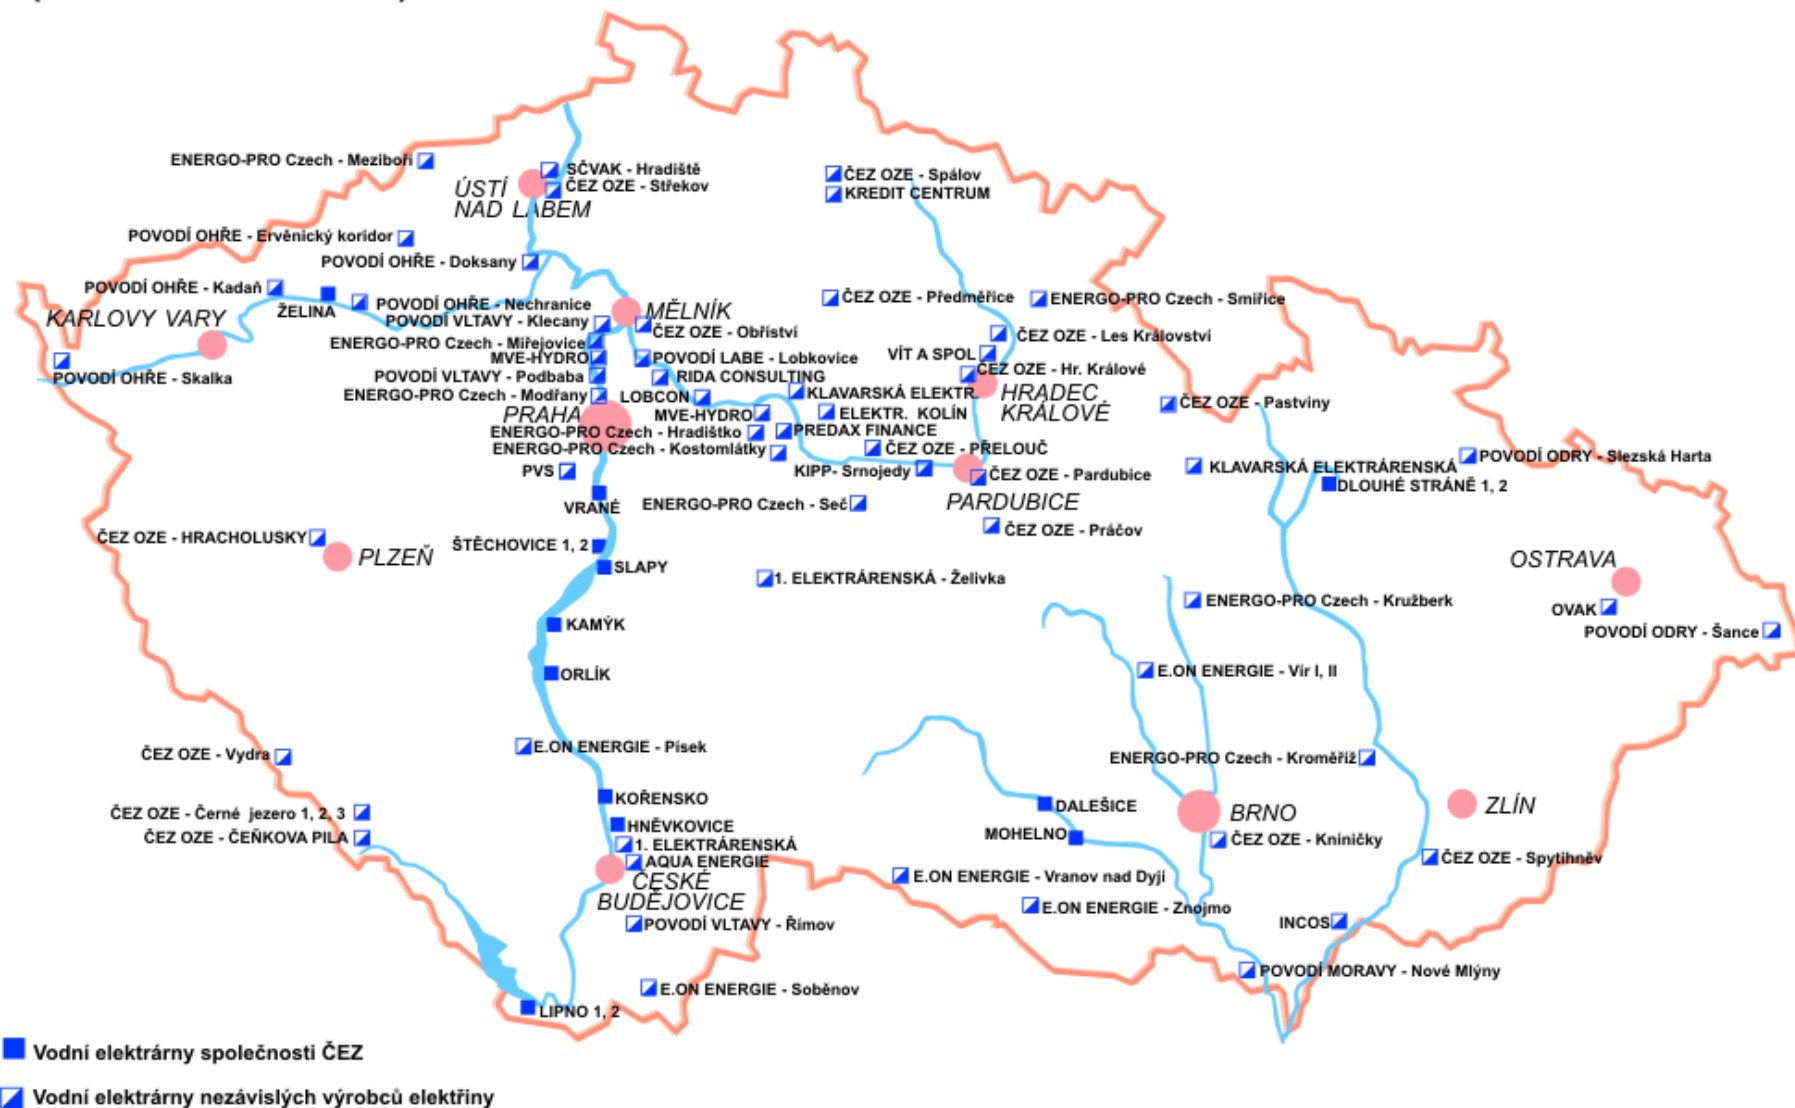 ENERGO-PRO Czech - Meziboří
SČVAK - Hradiště
ČEZ OZE - Střekov
ÚSTÍ
NAD LABEM
ČEZ OZE - Spálov
KREDIT CENTRUM
POVODÍ OHŘE - Ervěnický koridor
POVODÍ OHŘE - Doksany
POVODÍ OHŘE - Kadaň
ŽELINA
POVODÍ OHŘE - Nechranice
KARLOVY VARY
POVODÍ OHŘE - Skalka
MĚLNÍK
POVODÍ VLTAVY - Klecany
ČEZ OZE - Obříství
ENERGO-PRO Czech - Miřejovice
MVE-HYDRO
POVODÍ LABE - Lobkovice
POVODÍ VLTAVY - Podbaba
RIDA CONSULTING
ENERGO-PRO Czech - Modřany
LOBCON
PRAHA
MVE-HYDRO
ENERGO-PRO Czech - Hradištko
ENERGO-PRO Czech - Kostomlátky
PVS
VRANÉ
ČEZ OZE - Předměřice
ENERGO-PRO Czech - Smiřice
ČEZ OZE - Les Království
VÍT A SPOL
ČEZ OZE - Hr. Králové
KLAVARSKÁ ELEKTR.
HRADEC
KRÁLOVÉ
ELEKTR. KOLÍN
PREDAX FINANCE
ČEZ OZE - PŘELOUČ
KIPP- Srnojedy
ČEZ OZE - Pardubice
PARDUBICE
ENERGO-PRO Czech - Seč
ČEZ OZE - Práčov
ČEZ OZE - Pastviny
KLAVARSKÁ ELEKTRÁRENSKÁ
POVODÍ ODRY - Slezská Harta
DLOUHÉ STRÁNĚ 1, 2
ČEZ OZE - HRACHOLUSKY
PLZEŇ
ŠTĚCHOVICE 1, 2
SLAPY
1. ELEKTRÁRENSKÁ - Želivka
OSTRAVA
ENERGO-PRO Czech - Kružberk
OVAK
POVODÍ ODRY - Šance
KAMÝK
ORLÍK
E.ON ENERGIE - Vír I, II
E.ON ENERGIE - Písek
ČEZ OZE - Vydra
ENERGO-PRO Czech - Kroměříž
KOŘENSKO
ČEZ OZE - Černé jezero 1, 2, 3
HNĚVKOVICE
ČEZ OZE - ČEŇKOVA PILA
1. ELEKTRÁRENSKÁ
AQUA ENERGIE
ČESKÉ
BUDĚJOVICE
DALEŠICE
MOHELNO
BRNO
ZLÍN
ČEZ OZE - Kníničky
ČEZ OZE - Spytihněv
E.ON ENERGIE - Vranov nad Dyjí
E.ON ENERGIE - Znojmo
INCOS
POVODÍ VLTAVY - Římov
POVODÍ MORAVY - Nové Mlýny
E.ON ENERGIE - Soběnov
LIPNO 1, 2
Vodní elektrárny společnosti ČEZ
Vodní elektrárny nezávislých výrobců elektřiny